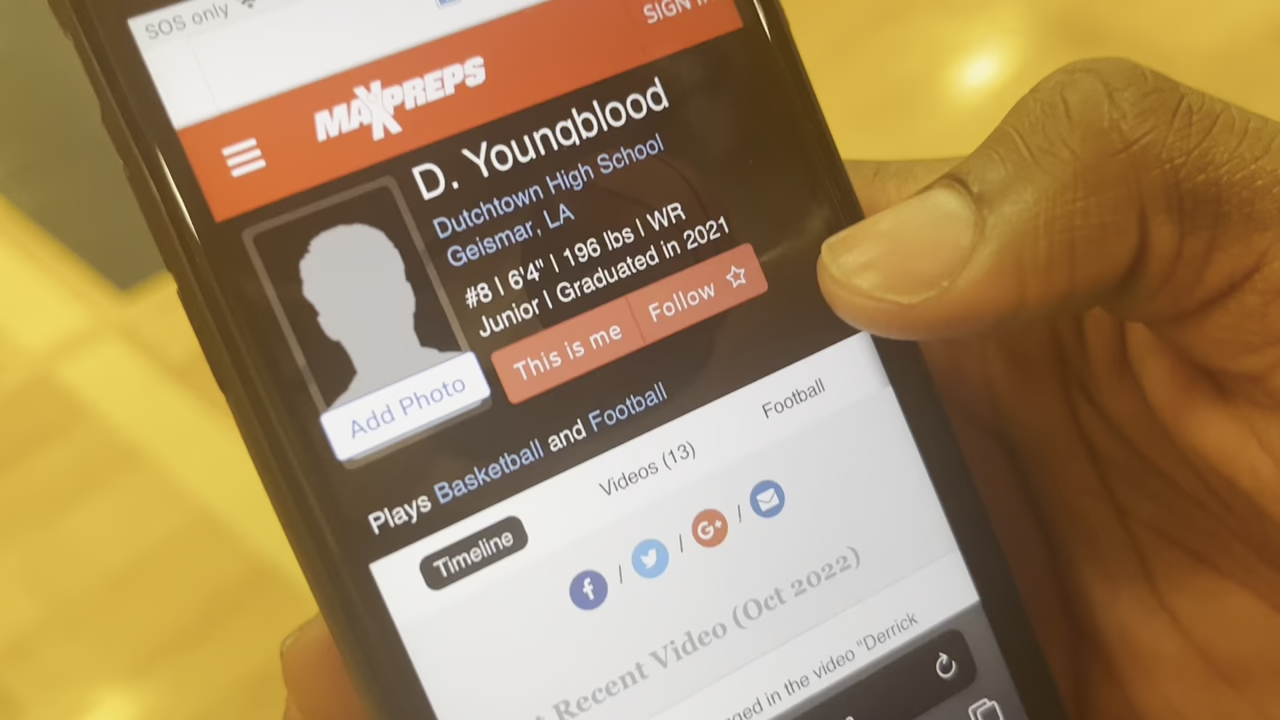 SOS only
SIGN
MAXPREPS
D. Youngblood
Dutchtown High School
Geismar, LA
#8 | 6'4" | 196 lbs | WR
Junior | Graduated in 2021
This is me
Follow
Add Photo
Plays Basketball and Football
Timeline
Videos (13)
Football
f / / G+ /
Recent Video (Oct 2022)
in the video "Derrick